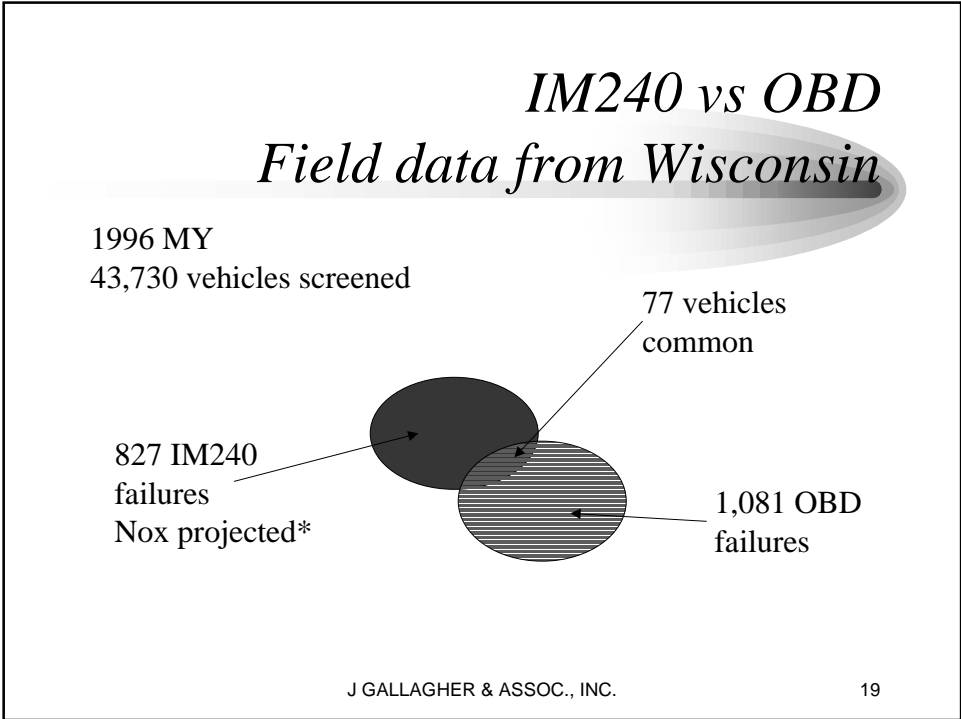 IM240 vs OBD
Field data from Wisconsin
1996 MY
43,730 vehicles screened
77 vehicles
common
827 IM240
failures
Nox projected*
1,081 OBD
failures
J GALLAGHER & ASSOC., INC.
19